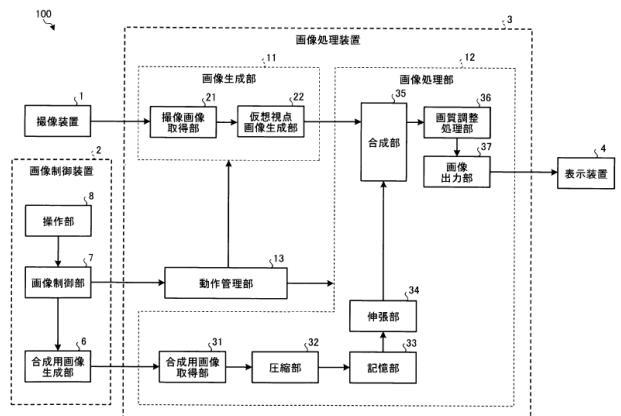 100
3
画像処理装置
11
画像生成部
12
画像処理部
1
撮像装置
21
撮像画像
取得部
22
仮想視点
画像生成部
35
合成部
36
画質調整
処理部
37
画像
出力部
4
表示装置
2
画像制御装置
8
操作部
7
画像制御部
13
動作管理部
34
伸張部
6
合成用画像
生成部
31
合成用画像
取得部
32
圧縮部
33
記憶部